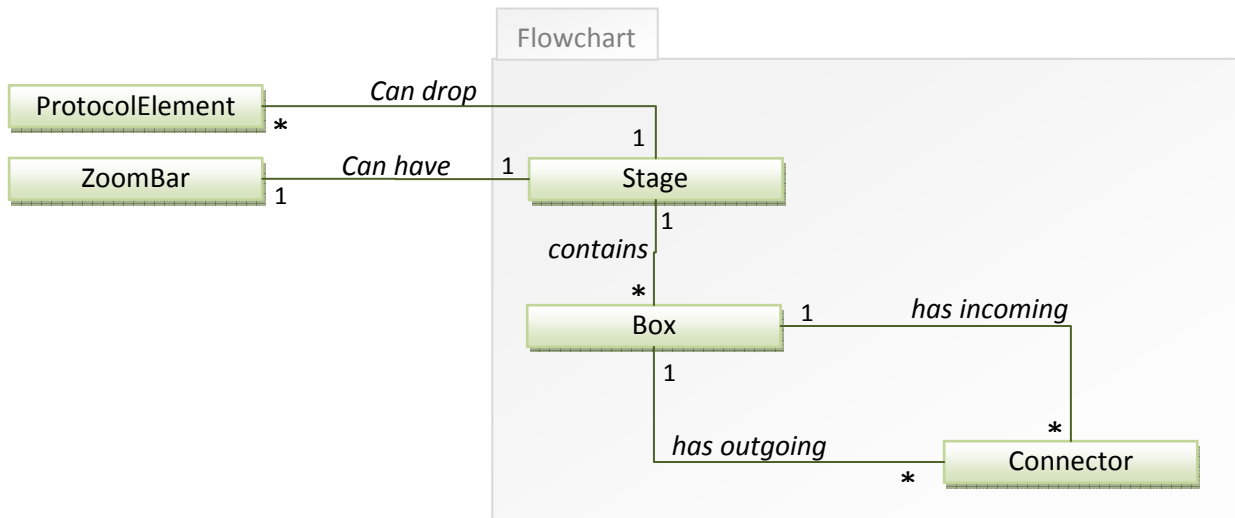 Flowchart
ProtocolElement
Can drop
*
1
ZoomBar
Can have
1
1
Stage
1
contains
*
Box
1
has incoming
1
has outgoing
*
Connector
*